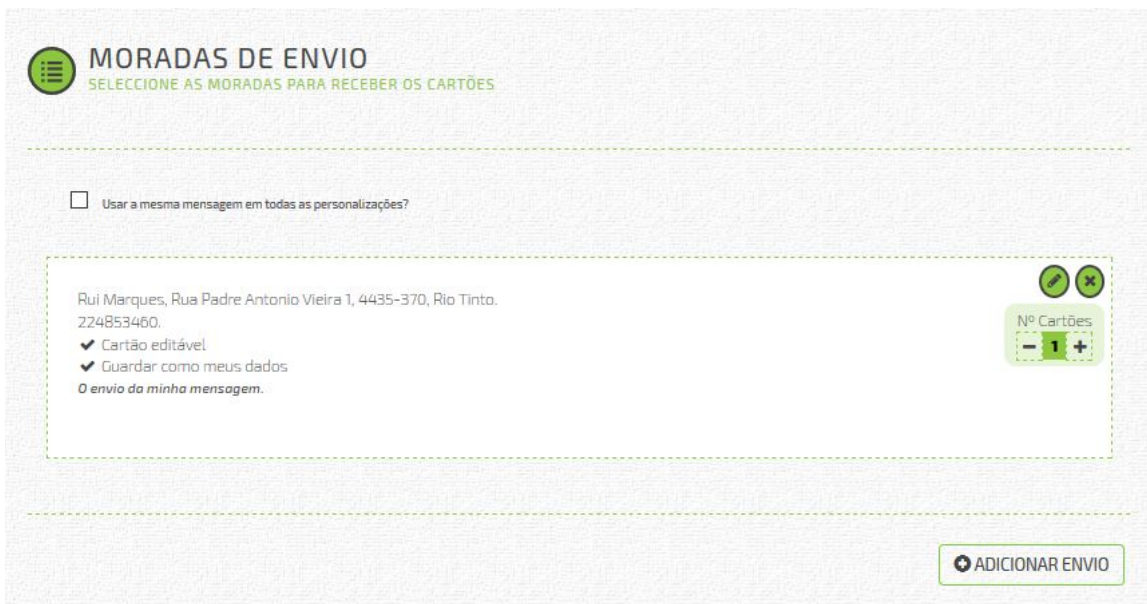 MORADAS DE ENVIO
SELECCIONE AS MORADAS PARA RECEBER OS CARTÕES
Usar a mesma mensagem em todas as personalizações?
Rui Marques, Rua Padre Antonio Vieira 1, 4435-370, Rio Tinto.
224853460.
Cartão editável
Guardar como meus dados
O envio da minha mensagem.
Nº Cartões
- 1 +
ADICIONAR ENVIO